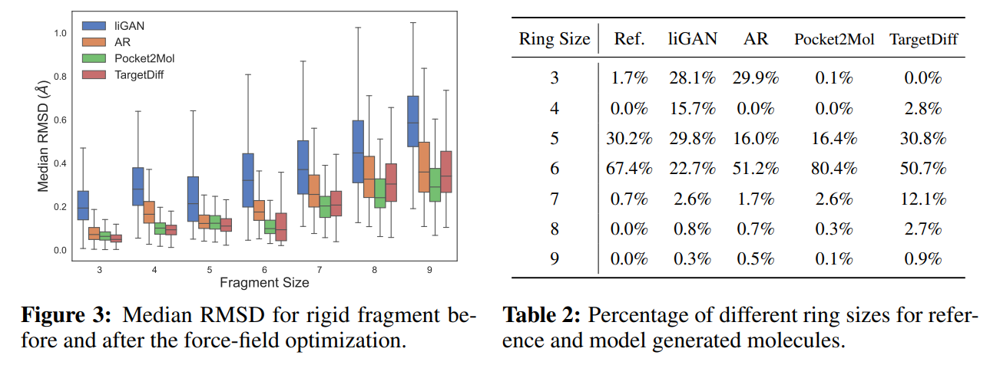 liGAN
AR
Pocket2Mol
TargetDiff
Median RMSD (Å)
1.0
0.8
0.6
0.4
0.2
0.0
3 4 5 6 7 8 9
Fragment Size
Figure 3: Median RMSD for rigid fragment be-
fore and after the force-field optimization.
Ring Size Ref. liGAN AR Pocket2Mol TargetDiff
3 1.7% 28.1% 29.9% 0.1% 0.0%
4 0.0% 15.7% 0.0% 0.0% 2.8%
5 30.2% 29.8% 16.0% 16.4% 30.8%
6 67.4% 22.7% 51.2% 80.4% 50.7%
7 0.7% 2.6% 1.7% 2.6% 12.1%
8 0.0% 0.8% 0.7% 0.3% 2.7%
9 0.0% 0.3% 0.5% 0.1% 0.9%
Table 2: Percentage of different ring sizes for refer-
ence and model generated molecules.